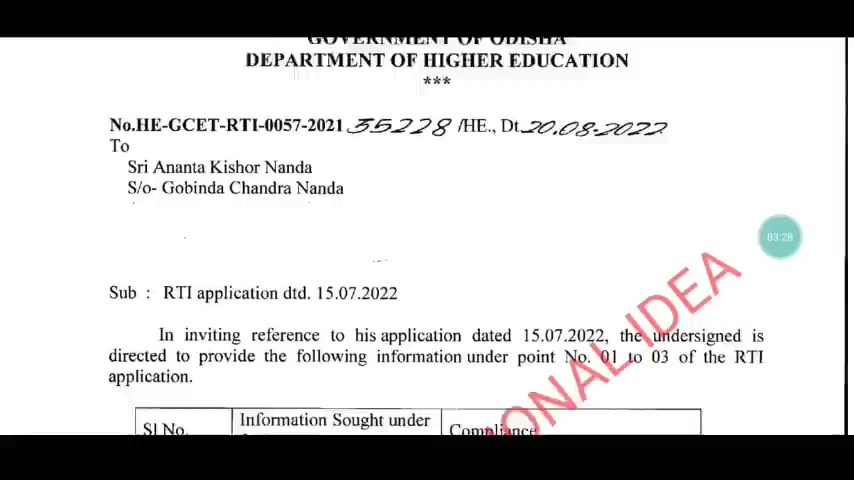 GOVERNMENT OF ODISHA
DEPARTMENT OF HIGHER EDUCATION
***
No.HE-GCET-RTI-0057-2021 35228 /HE., Dt 20.08.2022
To
Sri Ananta Kishor Nanda
S/o- Gobinda Chandra Nanda
03:28
Sub : RTI application dtd. 15.07.2022
In inviting reference to his application dated 15.07.2022, the undersigned is
directed to provide the following information under point No. 01 to 03 of the RTI
application.
ONAL IDEA
Sl No. Information Sought under Compliance